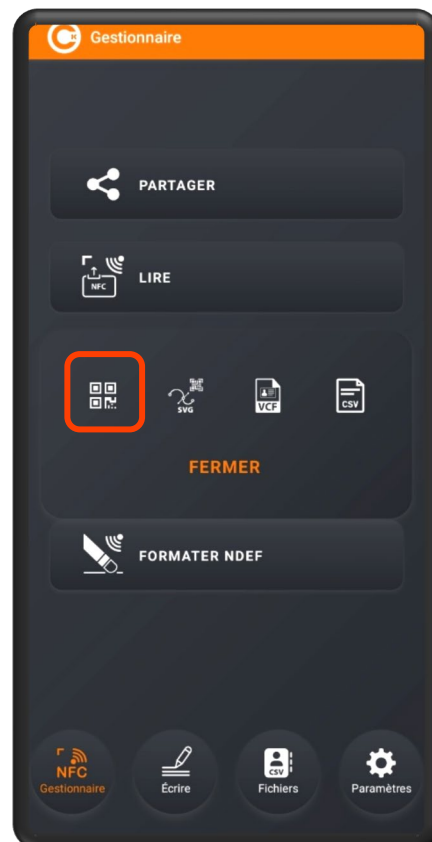 Gestionnaire
PARTAGER
NFC
LIRE
SVG
VCF
CSV
FERMER
FORMATER NDEF
NFC
Gestionnaire
Écrire
CSV
Fichiers
Paramètres